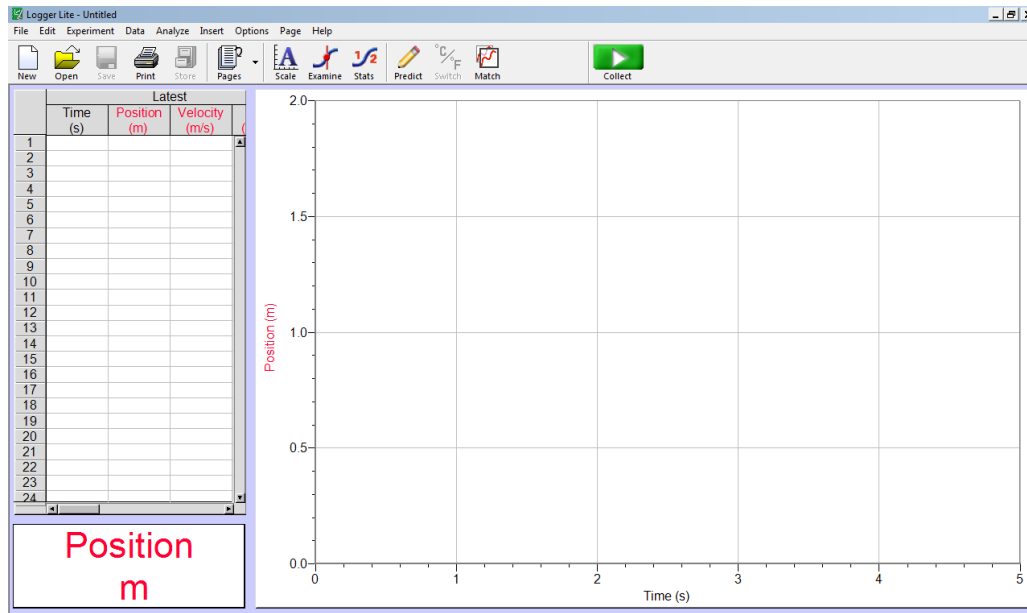 Logger Lite - Untitled
File Edit Experiment Data Analyze Insert Options Page Help
New Open Save Print Store Pages Scale Examine Stats Predict Switch Match Collect
A ½ °C/°F
Latest
Time Position Velocity
(s) (m) (m/s) (
1
2
3
4
5
6
7
8
9
10
11
12
13
14
15
16
17
18
19
20
21
22
23
24
Position
m
2.0
1.5
1.0
0.5
0.0
Position (m)
0 1 2 3 4 5
Time (s)